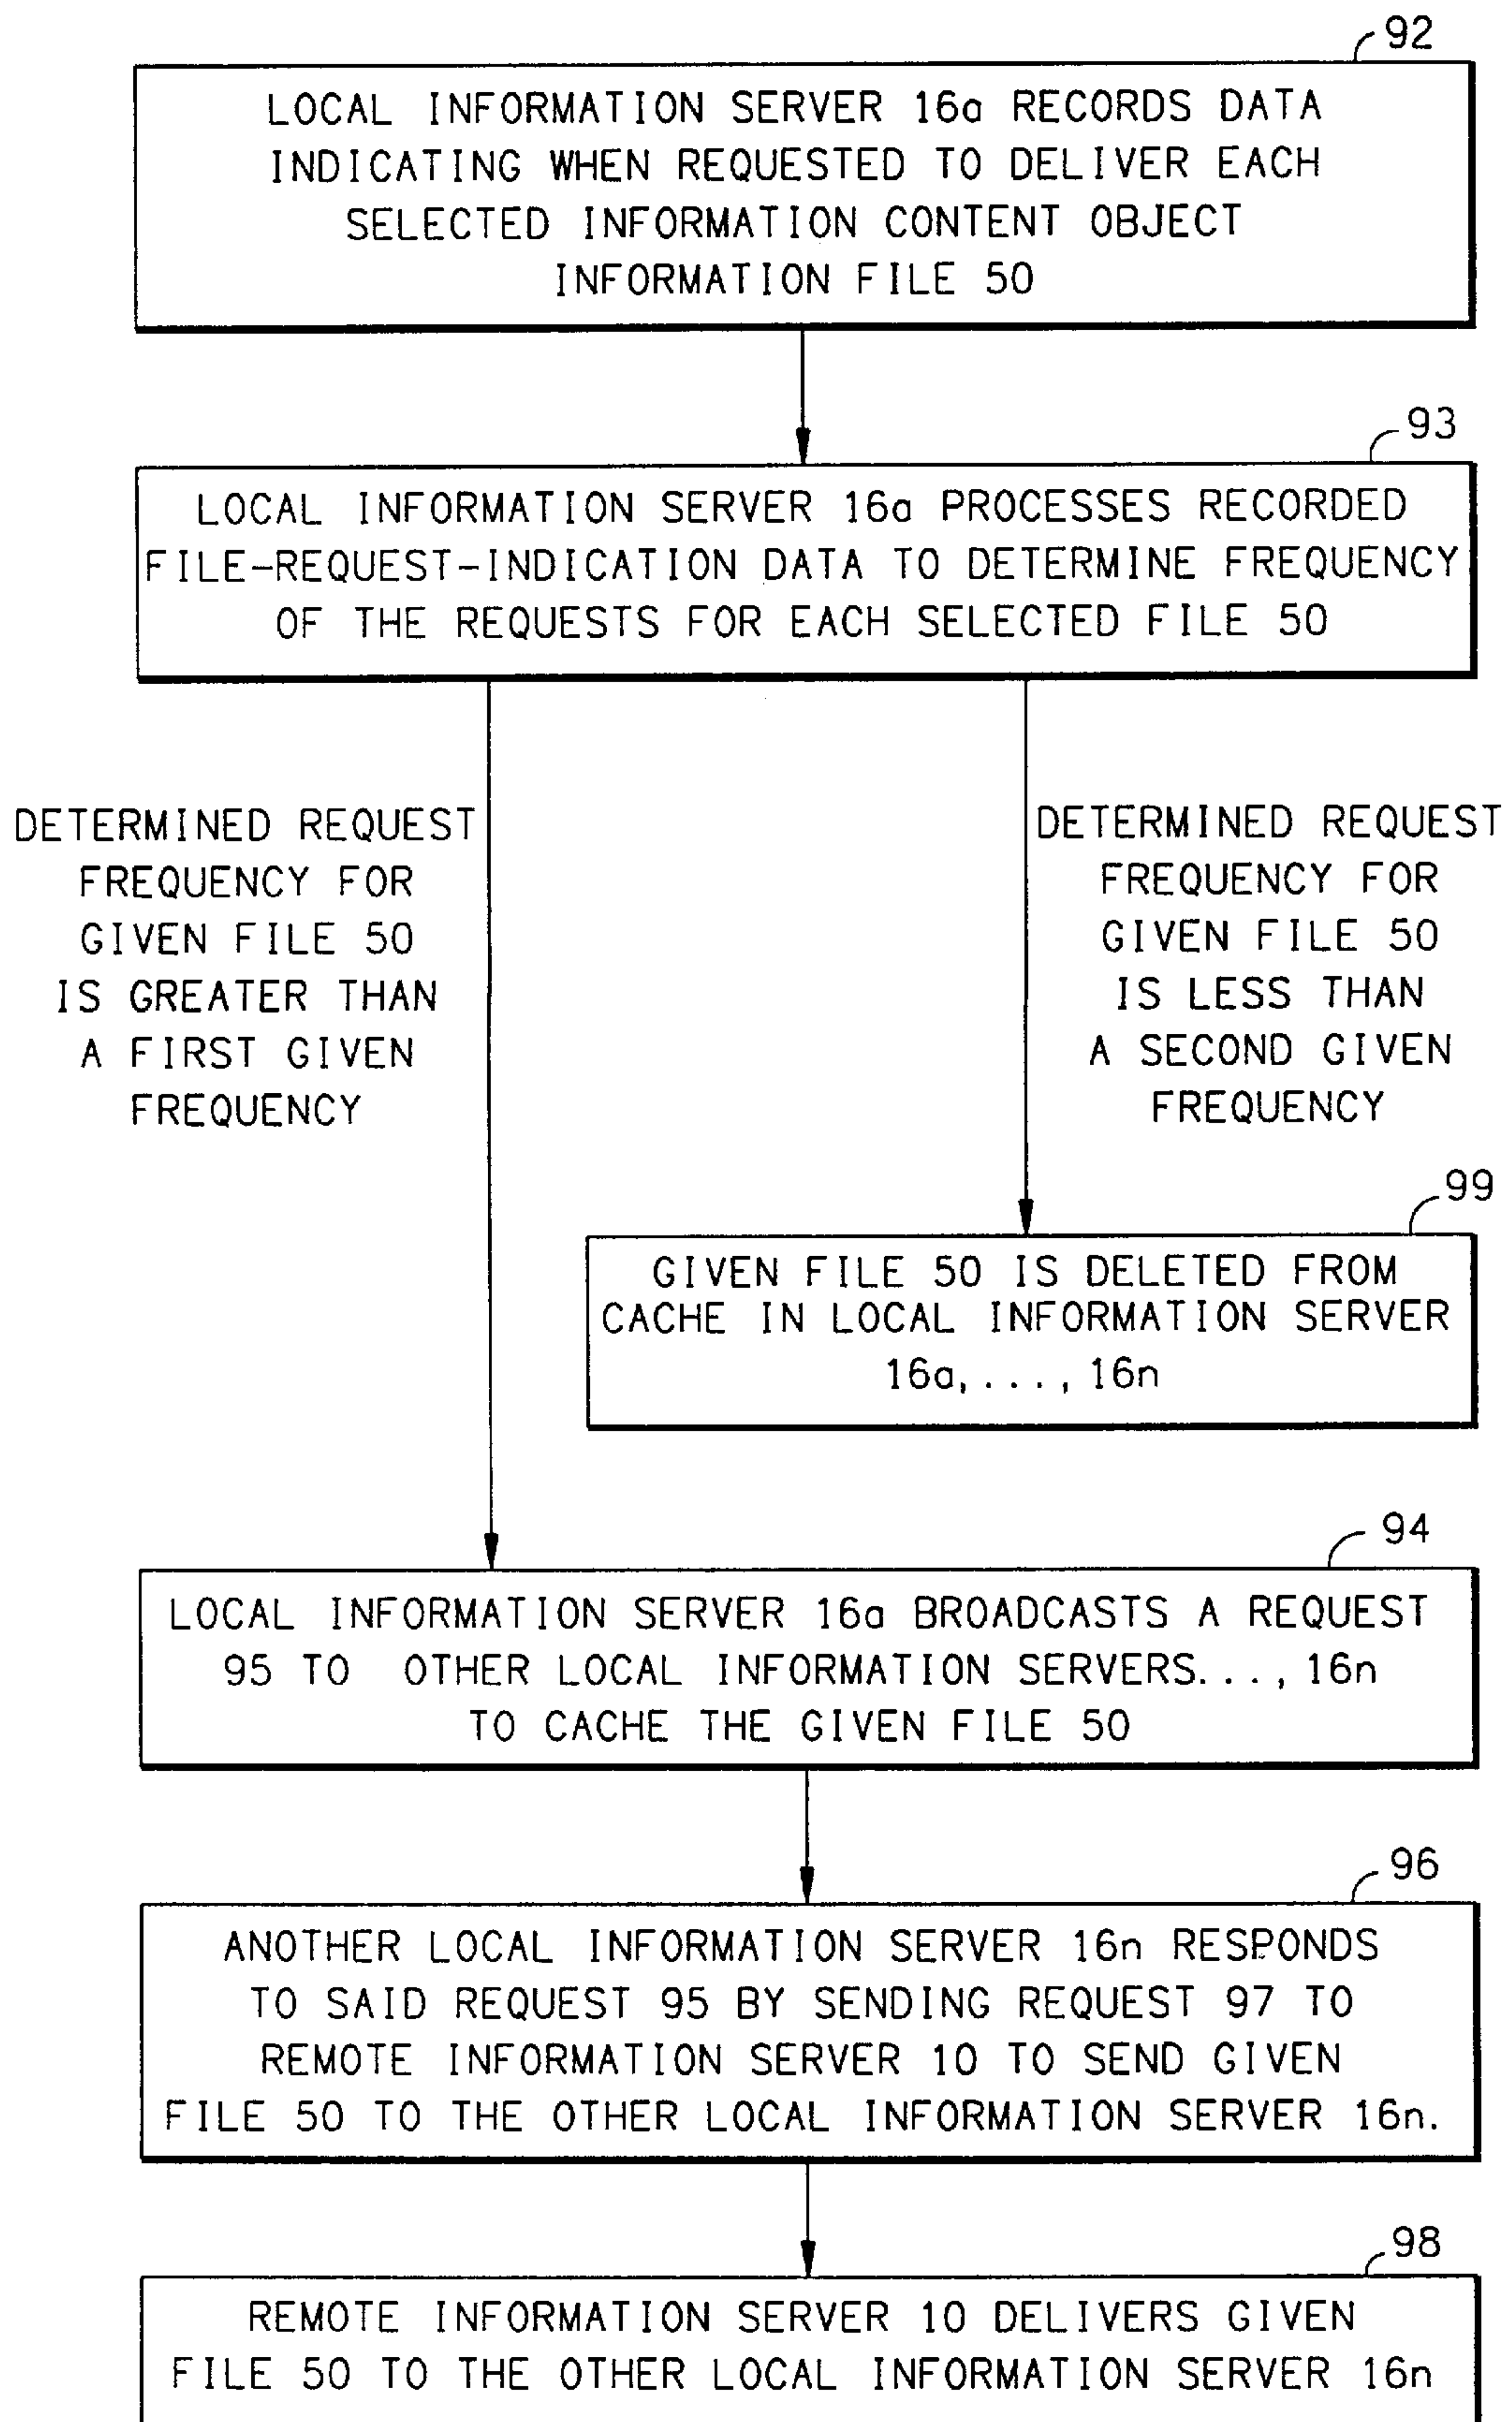 92
LOCAL INFORMATION SERVER 16a RECORDS DATA
INDICATING WHEN REQUESTED TO DELIVER EACH
SELECTED INFORMATION CONTENT OBJECT
INFORMATION FILE 50
93
LOCAL INFORMATION SERVER 16a PROCESSES RECORDED
FILE-REQUEST-INDICATION DATA TO DETERMINE FREQUENCY
OF THE REQUESTS FOR EACH SELECTED FILE 50
DETERMINED REQUEST
FREQUENCY FOR
GIVEN FILE 50
IS GREATER THAN
A FIRST GIVEN
FREQUENCY
DETERMINED REQUEST
FREQUENCY FOR
GIVEN FILE 50
IS LESS THAN
A SECOND GIVEN
FREQUENCY
99
GIVEN FILE 50 IS DELETED FROM
CACHE IN LOCAL INFORMATION SERVER
16a, . . . , 16n
94
LOCAL INFORMATION SERVER 16a BROADCASTS A REQUEST
95 TO OTHER LOCAL INFORMATION SERVERS. . . , 16n
TO CACHE THE GIVEN FILE 50
96
ANOTHER LOCAL INFORMATION SERVER 16n RESPONDS
TO SAID REQUEST 95 BY SENDING REQUEST 97 TO
REMOTE INFORMATION SERVER 10 TO SEND GIVEN
FILE 50 TO THE OTHER LOCAL INFORMATION SERVER 16n.
98
REMOTE INFORMATION SERVER 10 DELIVERS GIVEN
FILE 50 TO THE OTHER LOCAL INFORMATION SERVER 16n